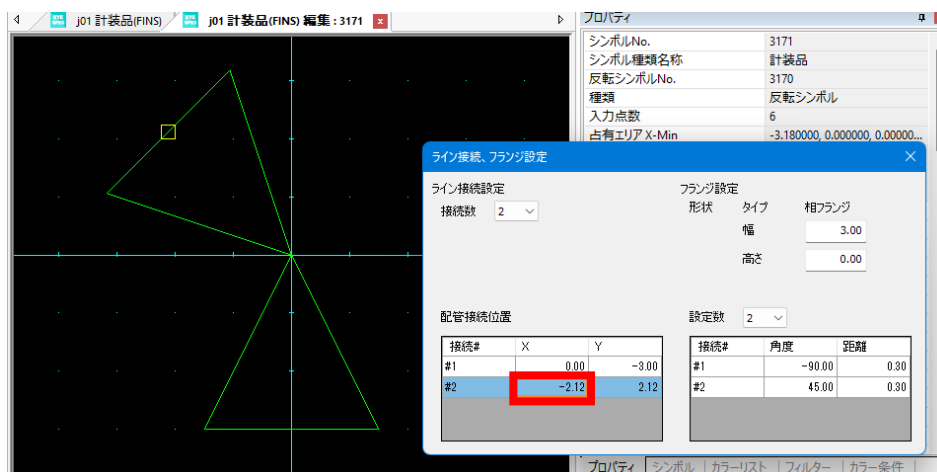 j01 計装品(FINS)
j01 計装品(FINS) 編集 : 3171
プロパティ
シンボルNo. 3171
シンボル種類名称 計装品
反転シンボルNo. 3170
種類 反転シンボル
入力点数 6
占有エリア X-Min -3.180000, 0.000000, 0.00000...
ライン接続、フランジ設定
ライン接続設定
接続数 2
フランジ設定
形状 タイプ 相フランジ
幅 3.00
高さ 0.00
配管接続位置
接続# X Y
#1 0.00 -3.00
#2 -2.12 2.12
設定数 2
接続# 角度 距離
#1 -90.00 0.30
#2 45.00 0.30
プロパティ シンボル カラーリスト フィルター カラー条件